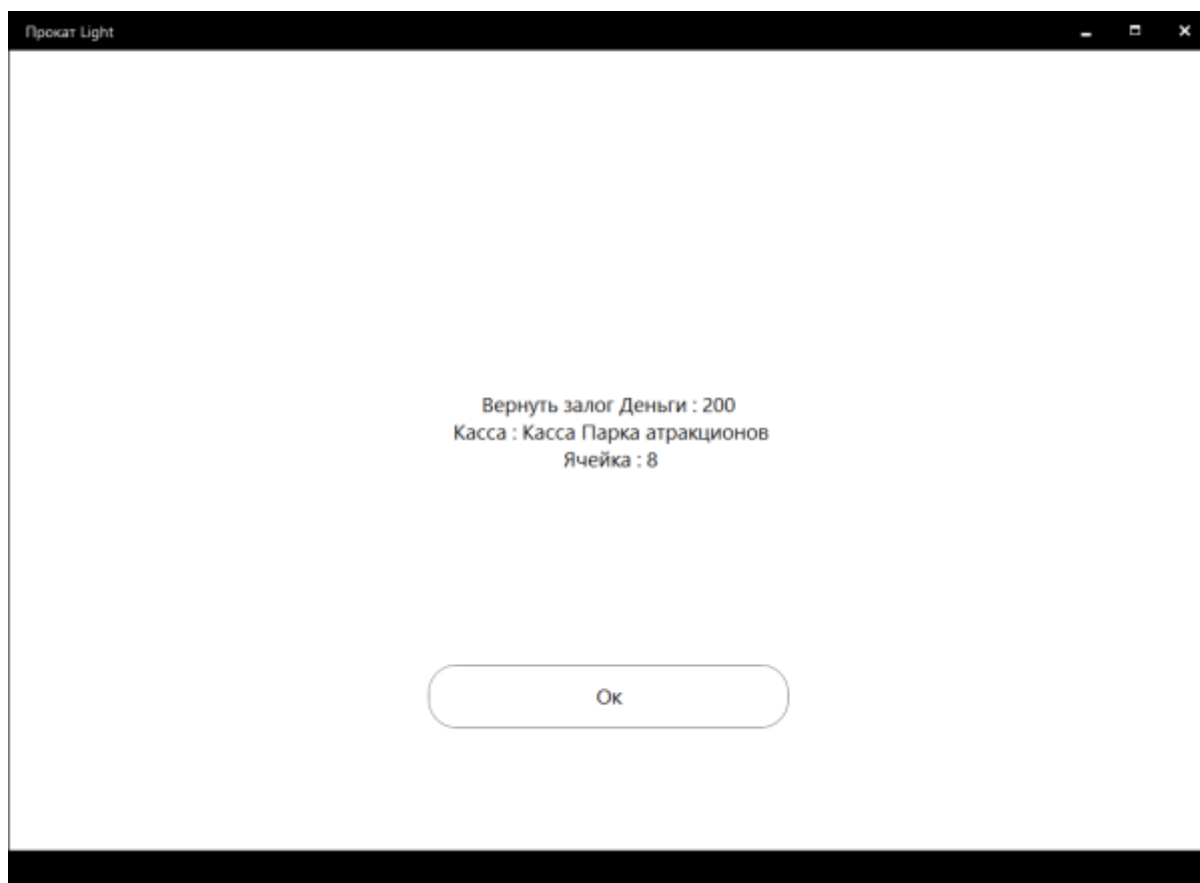 Прокат Light
Вернуть залог Деньги : 200
Касса : Касса Парка атракционов
Ячейка : 8
Ок